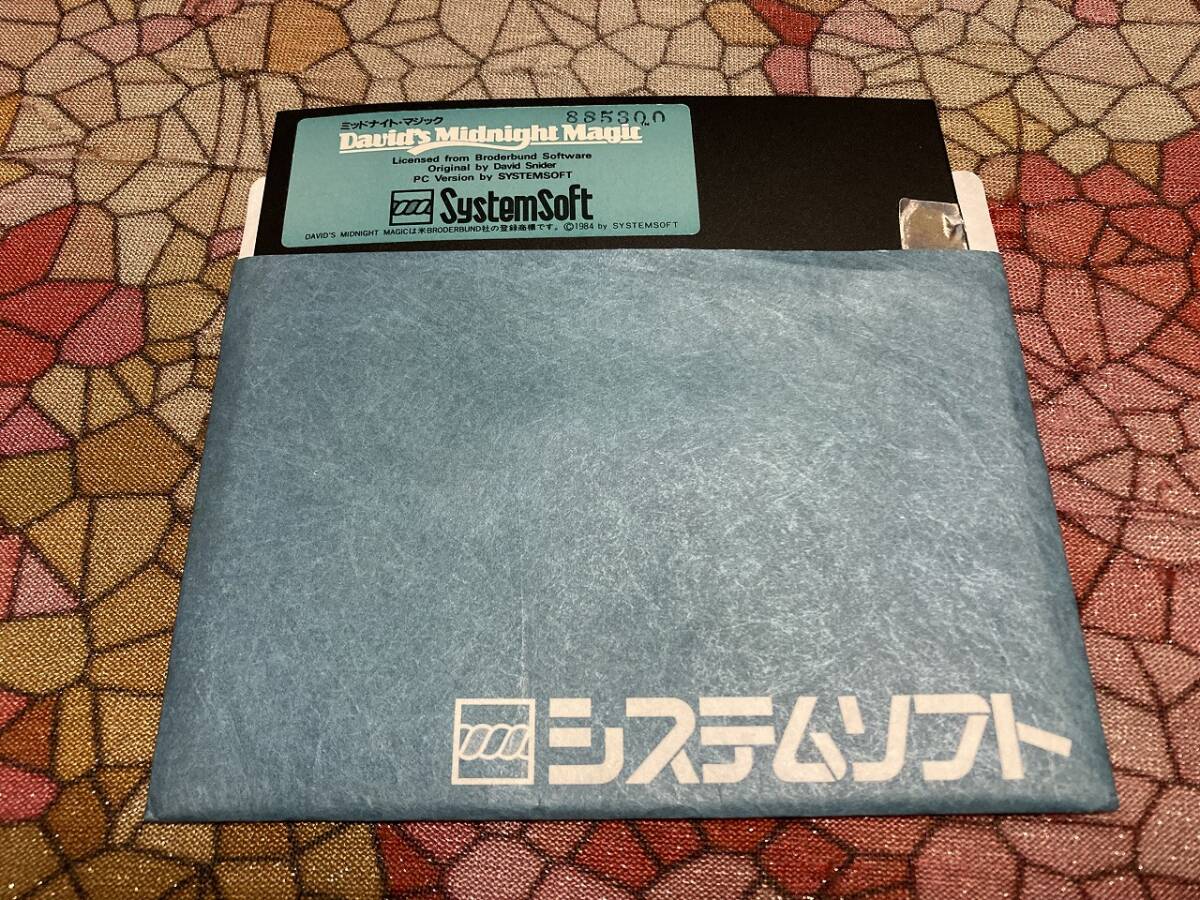 ミッドナイト・マジック
885300
David's Midnight Magic™
Licensed from Broderbund Software
Original by David Snider
PC Version by SYSTEMSOFT
SystemSoft
DAVID'S MIDNIGHT MAGICは米BRODERBUND社の登録商標です。©1984 by SYSTEMSOFT
システムソフト